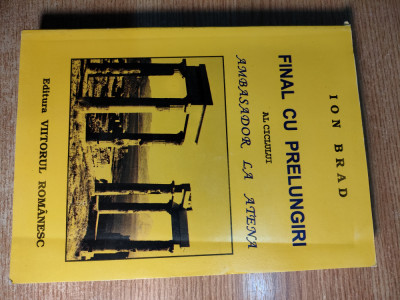 ION BRAD
FINAL CU PRELUNGIRI
AL CICLULUI
AMBASADOR LA ATENA
Editura VIITORUL ROMÂNESC